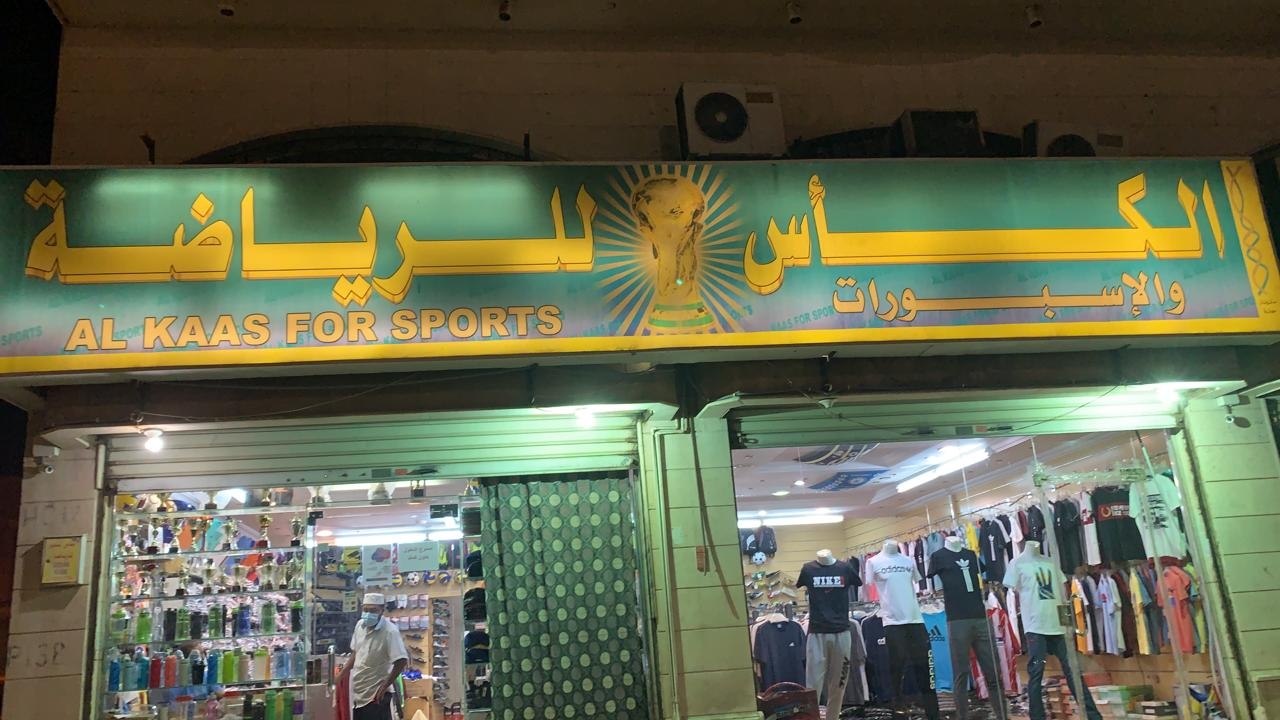 الكأس للرياضة
والإسبورات
AL KAAS FOR SPORTS
NIKE
adidas